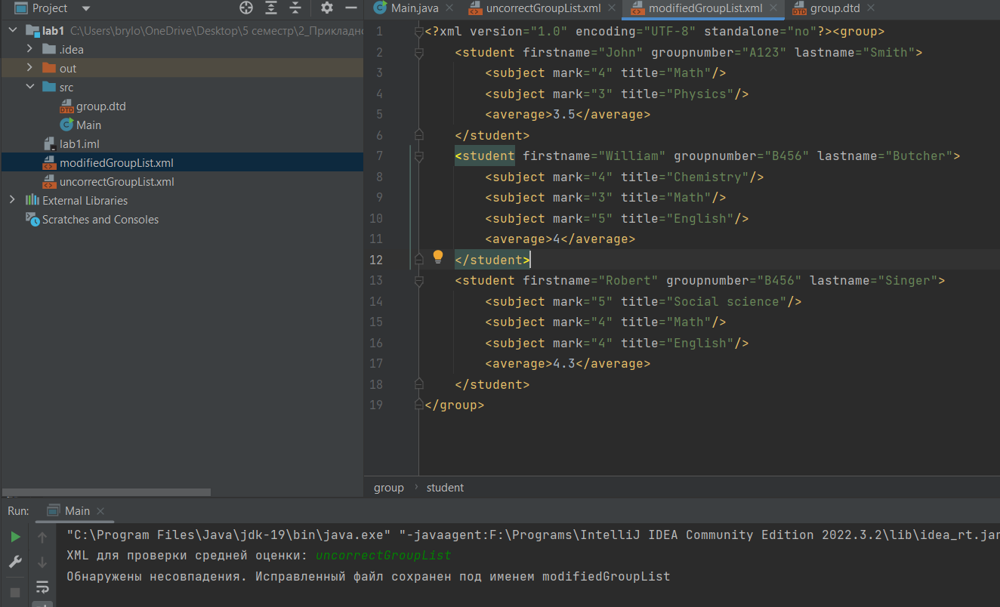 Project
Main.java
uncorrectGroupList.xml
modifiedGroupList.xml
group.dtd
lab1 C:\Users\brylo\OneDrive\Desktop\5 семестр\2_Прикладно
.idea
out
src
group.dtd
Main
lab1.iml
modifiedGroupList.xml
uncorrectGroupList.xml
External Libraries
Scratches and Consoles
1 <?xml version="1.0" encoding="UTF-8" standalone="no"?><group>
2 <student firstname="John" groupnumber="A123" lastname="Smith">
3 <subject mark="4" title="Math"/>
4 <subject mark="3" title="Physics"/>
5 <average>3.5</average>
6 </student>
7 <student firstname="William" groupnumber="B456" lastname="Butcher">
8 <subject mark="4" title="Chemistry"/>
9 <subject mark="3" title="Math"/>
10 <subject mark="5" title="English"/>
11 <average>4</average>
12 </student>
13 <student firstname="Robert" groupnumber="B456" lastname="Singer">
14 <subject mark="5" title="Social science"/>
15 <subject mark="4" title="Math"/>
16 <subject mark="4" title="English"/>
17 <average>4.3</average>
18 </student>
19 </group>
group › student
Run: Main
"C:\Program Files\Java\jdk-19\bin\java.exe" "-javaagent:F:\Programs\IntelliJ IDEA Community Edition 2022.3.2\lib\idea_rt.jar
XML для проверки средней оценки: uncorrectGroupList
Обнаружены несовпадения. Исправленный файл сохранен под именем modifiedGroupList